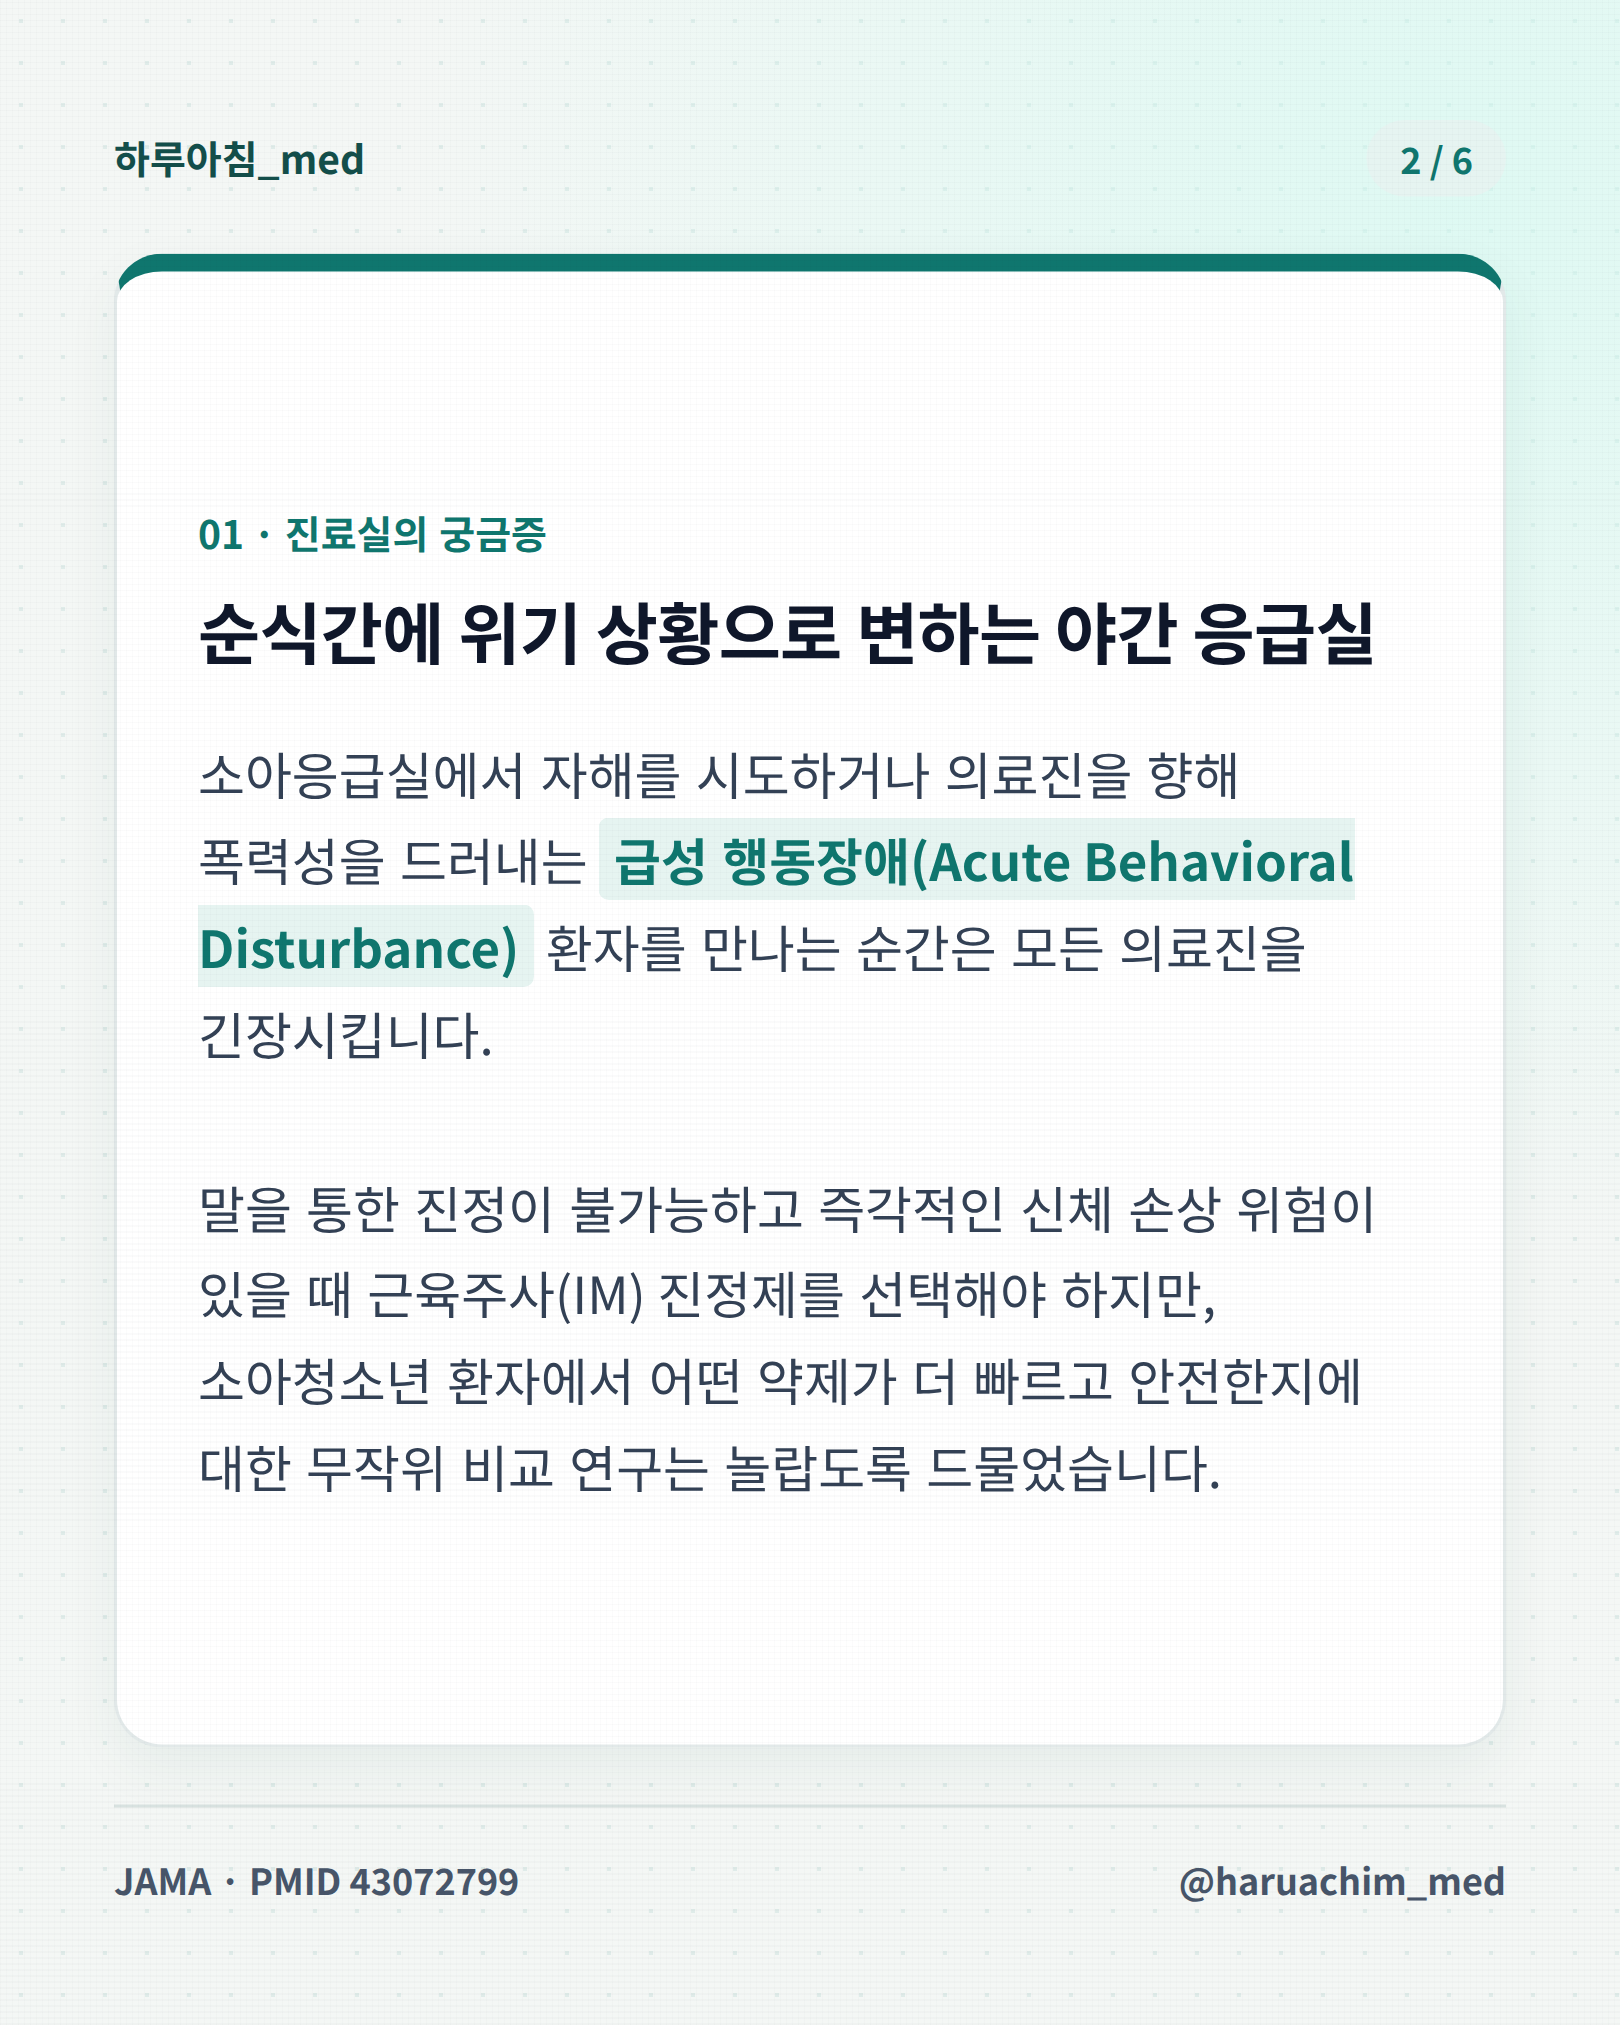 하루아침_med
2 / 6
01 · 진료실의 궁금증
순식간에 위기 상황으로 변하는 야간 응급실
소아응급실에서 자해를 시도하거나 의료진을 향해
폭력성을 드러내는 급성 행동장애(Acute Behavioral
Disturbance) 환자를 만나는 순간은 모든 의료진을
긴장시킵니다.
말을 통한 진정이 불가능하고 즉각적인 신체 손상 위험이
있을 때 근육주사(IM) 진정제를 선택해야 하지만,
소아청소년 환자에서 어떤 약제가 더 빠르고 안전한지에
대한 무작위 비교 연구는 놀랍도록 드물었습니다.
JAMA · PMID 43072799
@haruachim_med